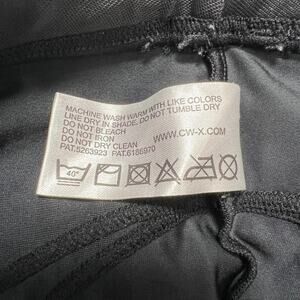 MACHINE WASH WARM WITH LIKE COLORS
LINE DRY IN SHADE. DO NOT TUMBLE DRY
DO NOT BLEACH
DO NOT IRON
DO NOT DRY CLEAN
WWW.CW-X.COM
PAT.5263923 PAT.6186970
40°